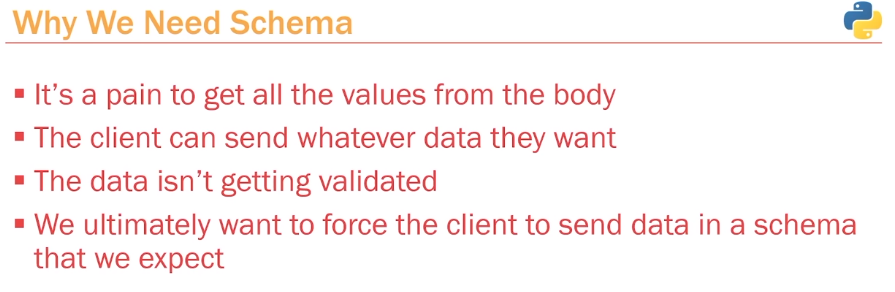 Why We Need Schema
▪ It's a pain to get all the values from the body
▪ The client can send whatever data they want
▪ The data isn't getting validated
▪ We ultimately want to force the client to send data in a schema
that we expect